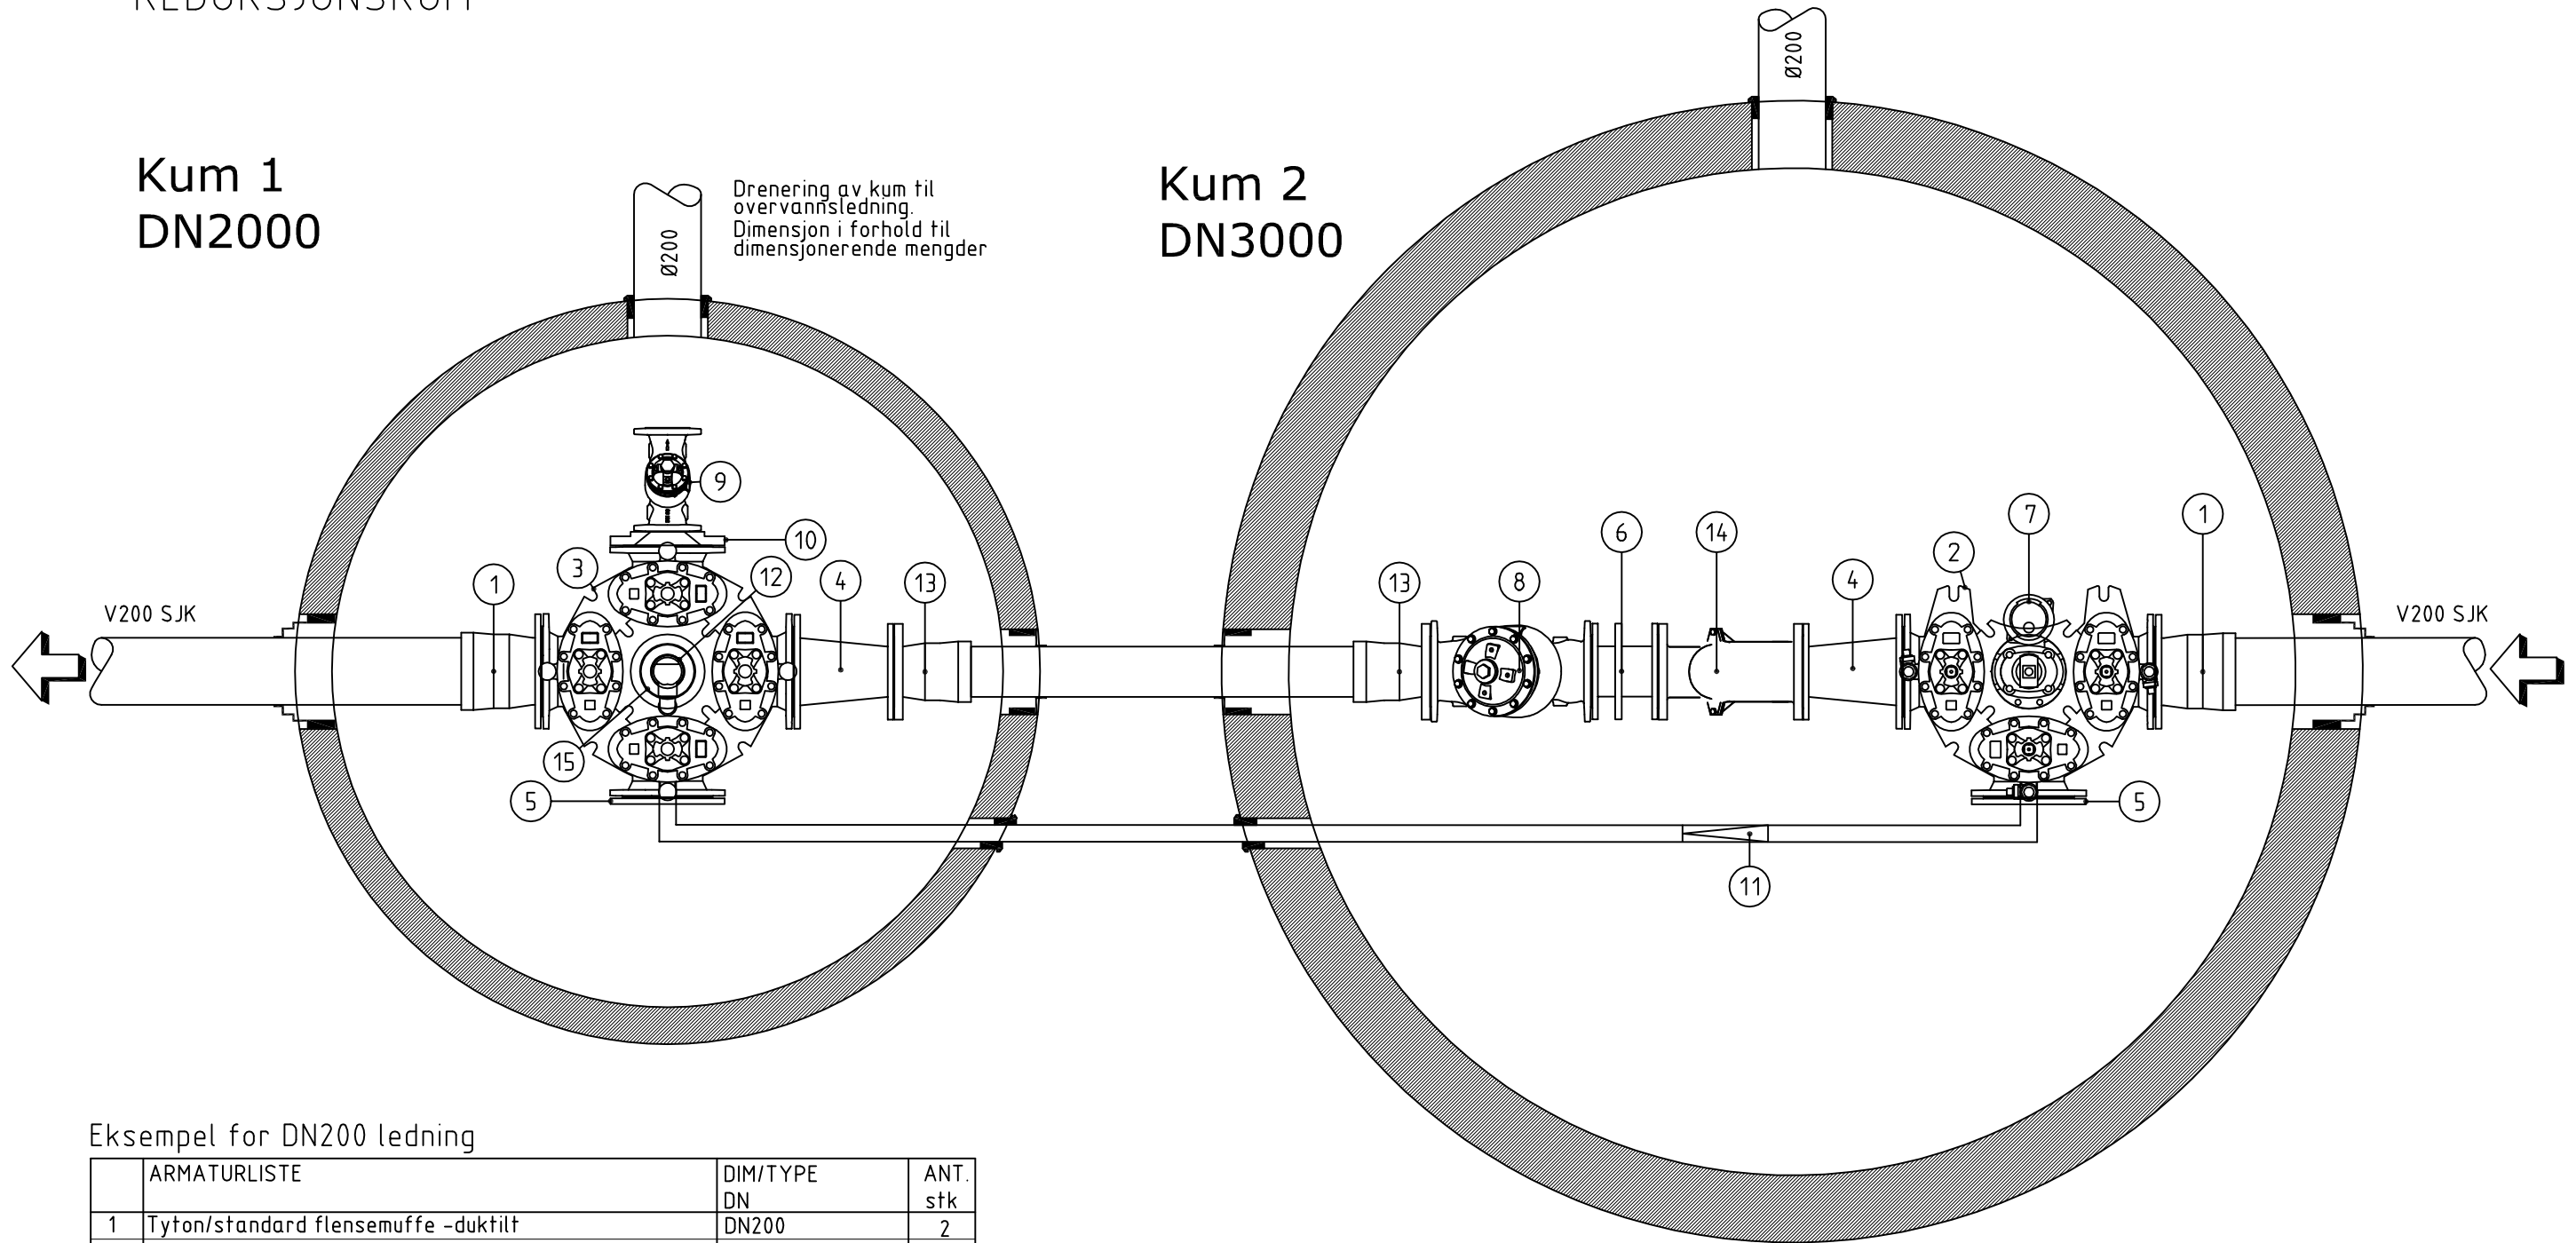 REDUKSJONSKUM
Kum 1
DN2000
Drenering av kum til
overvannsledning.
Dimensjon i forhold til
dimensjonerende mengder
Kum 2
DN3000
Ø200
Ø200
9
10
3
12
4
13
1
V200 SJK
15
5
13
8
6
14
4
2
7
1
V200 SJK
5
11
Eksempel for DN200 ledning
ARMATURLISTE DIM/TYPE ANT.
DN stk
1 Tyton/standard flensemuffe -duktilt DN200 2